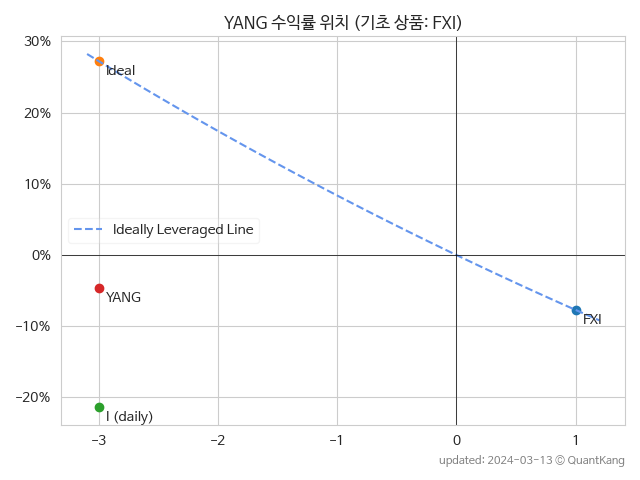 YANG 수익률 위치 (기초 상품: FXI)
30%
Ideal
20%
10%
Ideally Leveraged Line
0%
YANG
−10%
FXI
−20%
I (daily)
−3 −2 −1 0 1
updated: 2024-03-13 © QuantKang